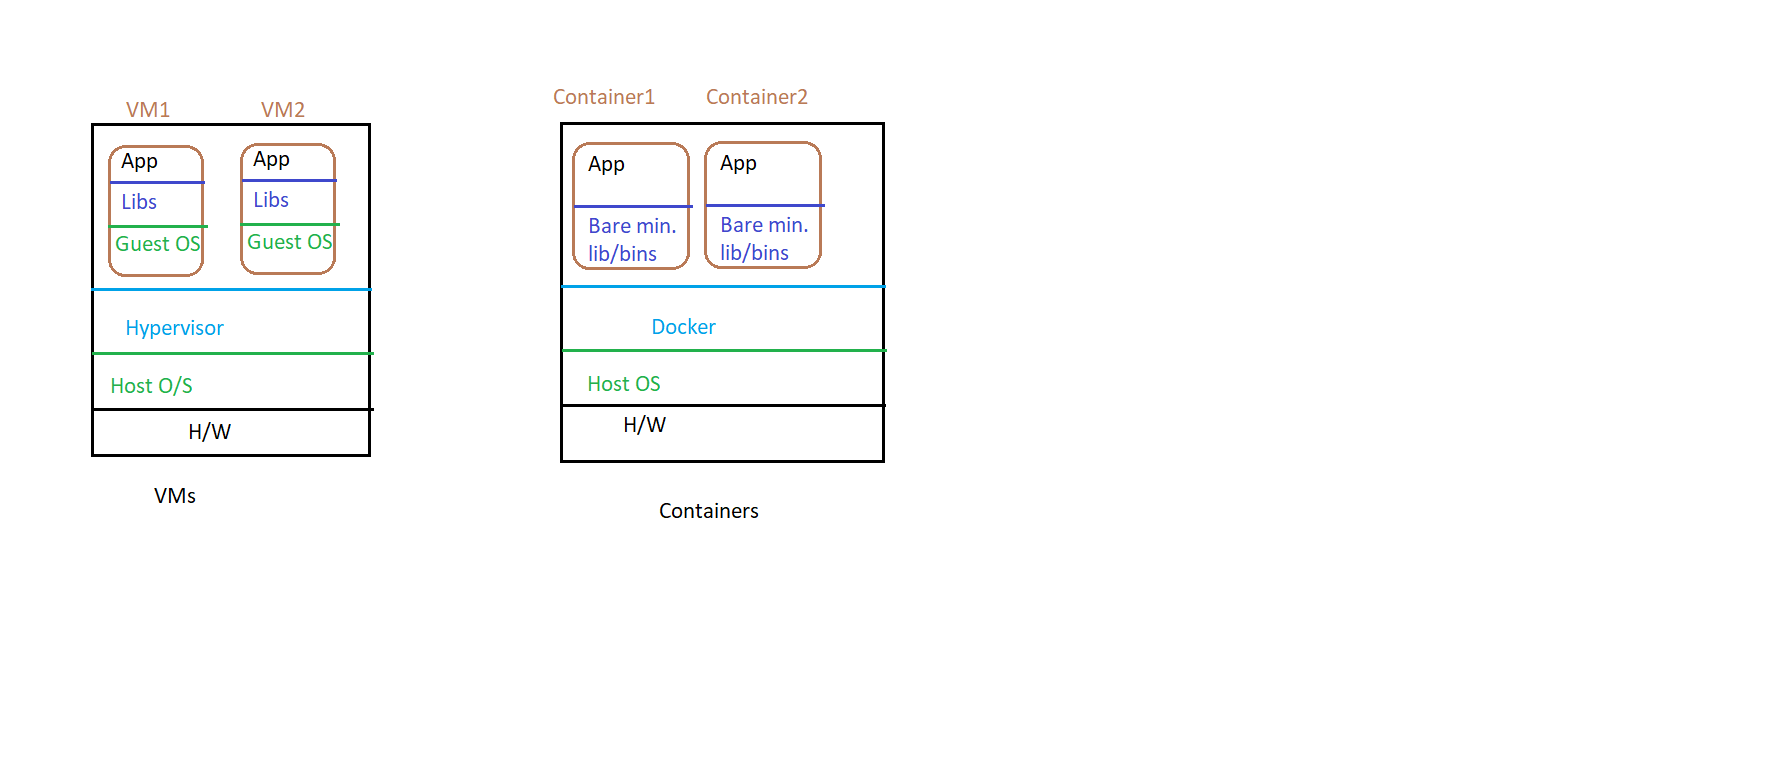 VM1
VM2
App
Libs
Guest OS
App
Libs
Guest OS
Hypervisor
Host O/S
H/W
VMs
Container1
Container2
App
Bare min.
lib/bins
App
Bare min.
lib/bins
Docker
Host OS
H/W
Containers